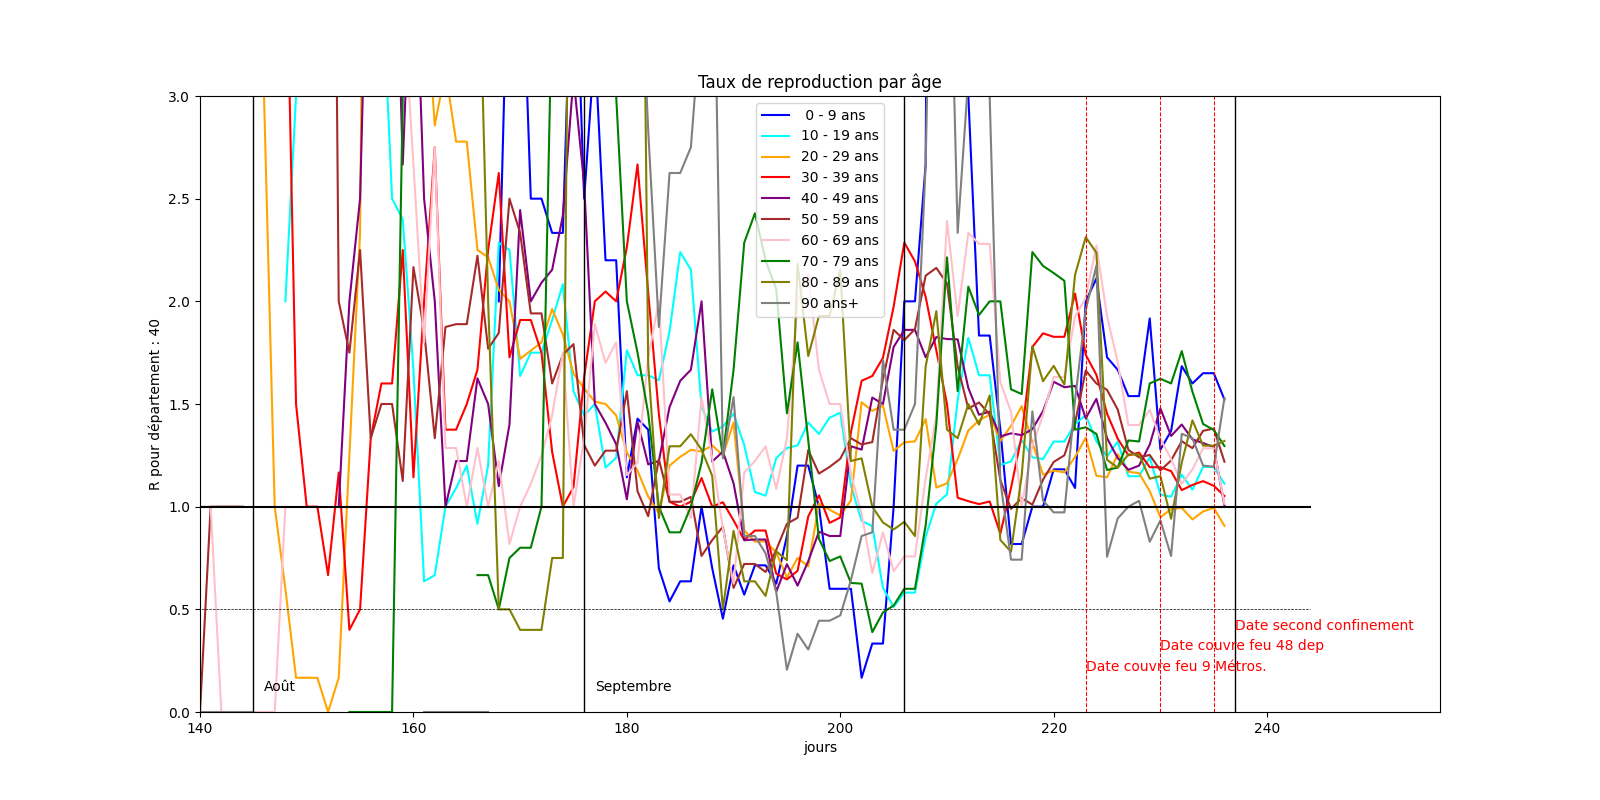 Taux de reproduction par âge
R pour département : 40
3.0
2.5
2.0
1.5
1.0
0.5
0.0
0 - 9 ans
10 - 19 ans
20 - 29 ans
30 - 39 ans
40 - 49 ans
50 - 59 ans
60 - 69 ans
70 - 79 ans
80 - 89 ans
90 ans+
Date second confinement
Date couvre feu 48 dep
Date couvre feu 9 Métros.
Août
Septembre
140
160
180
200
220
240
jours